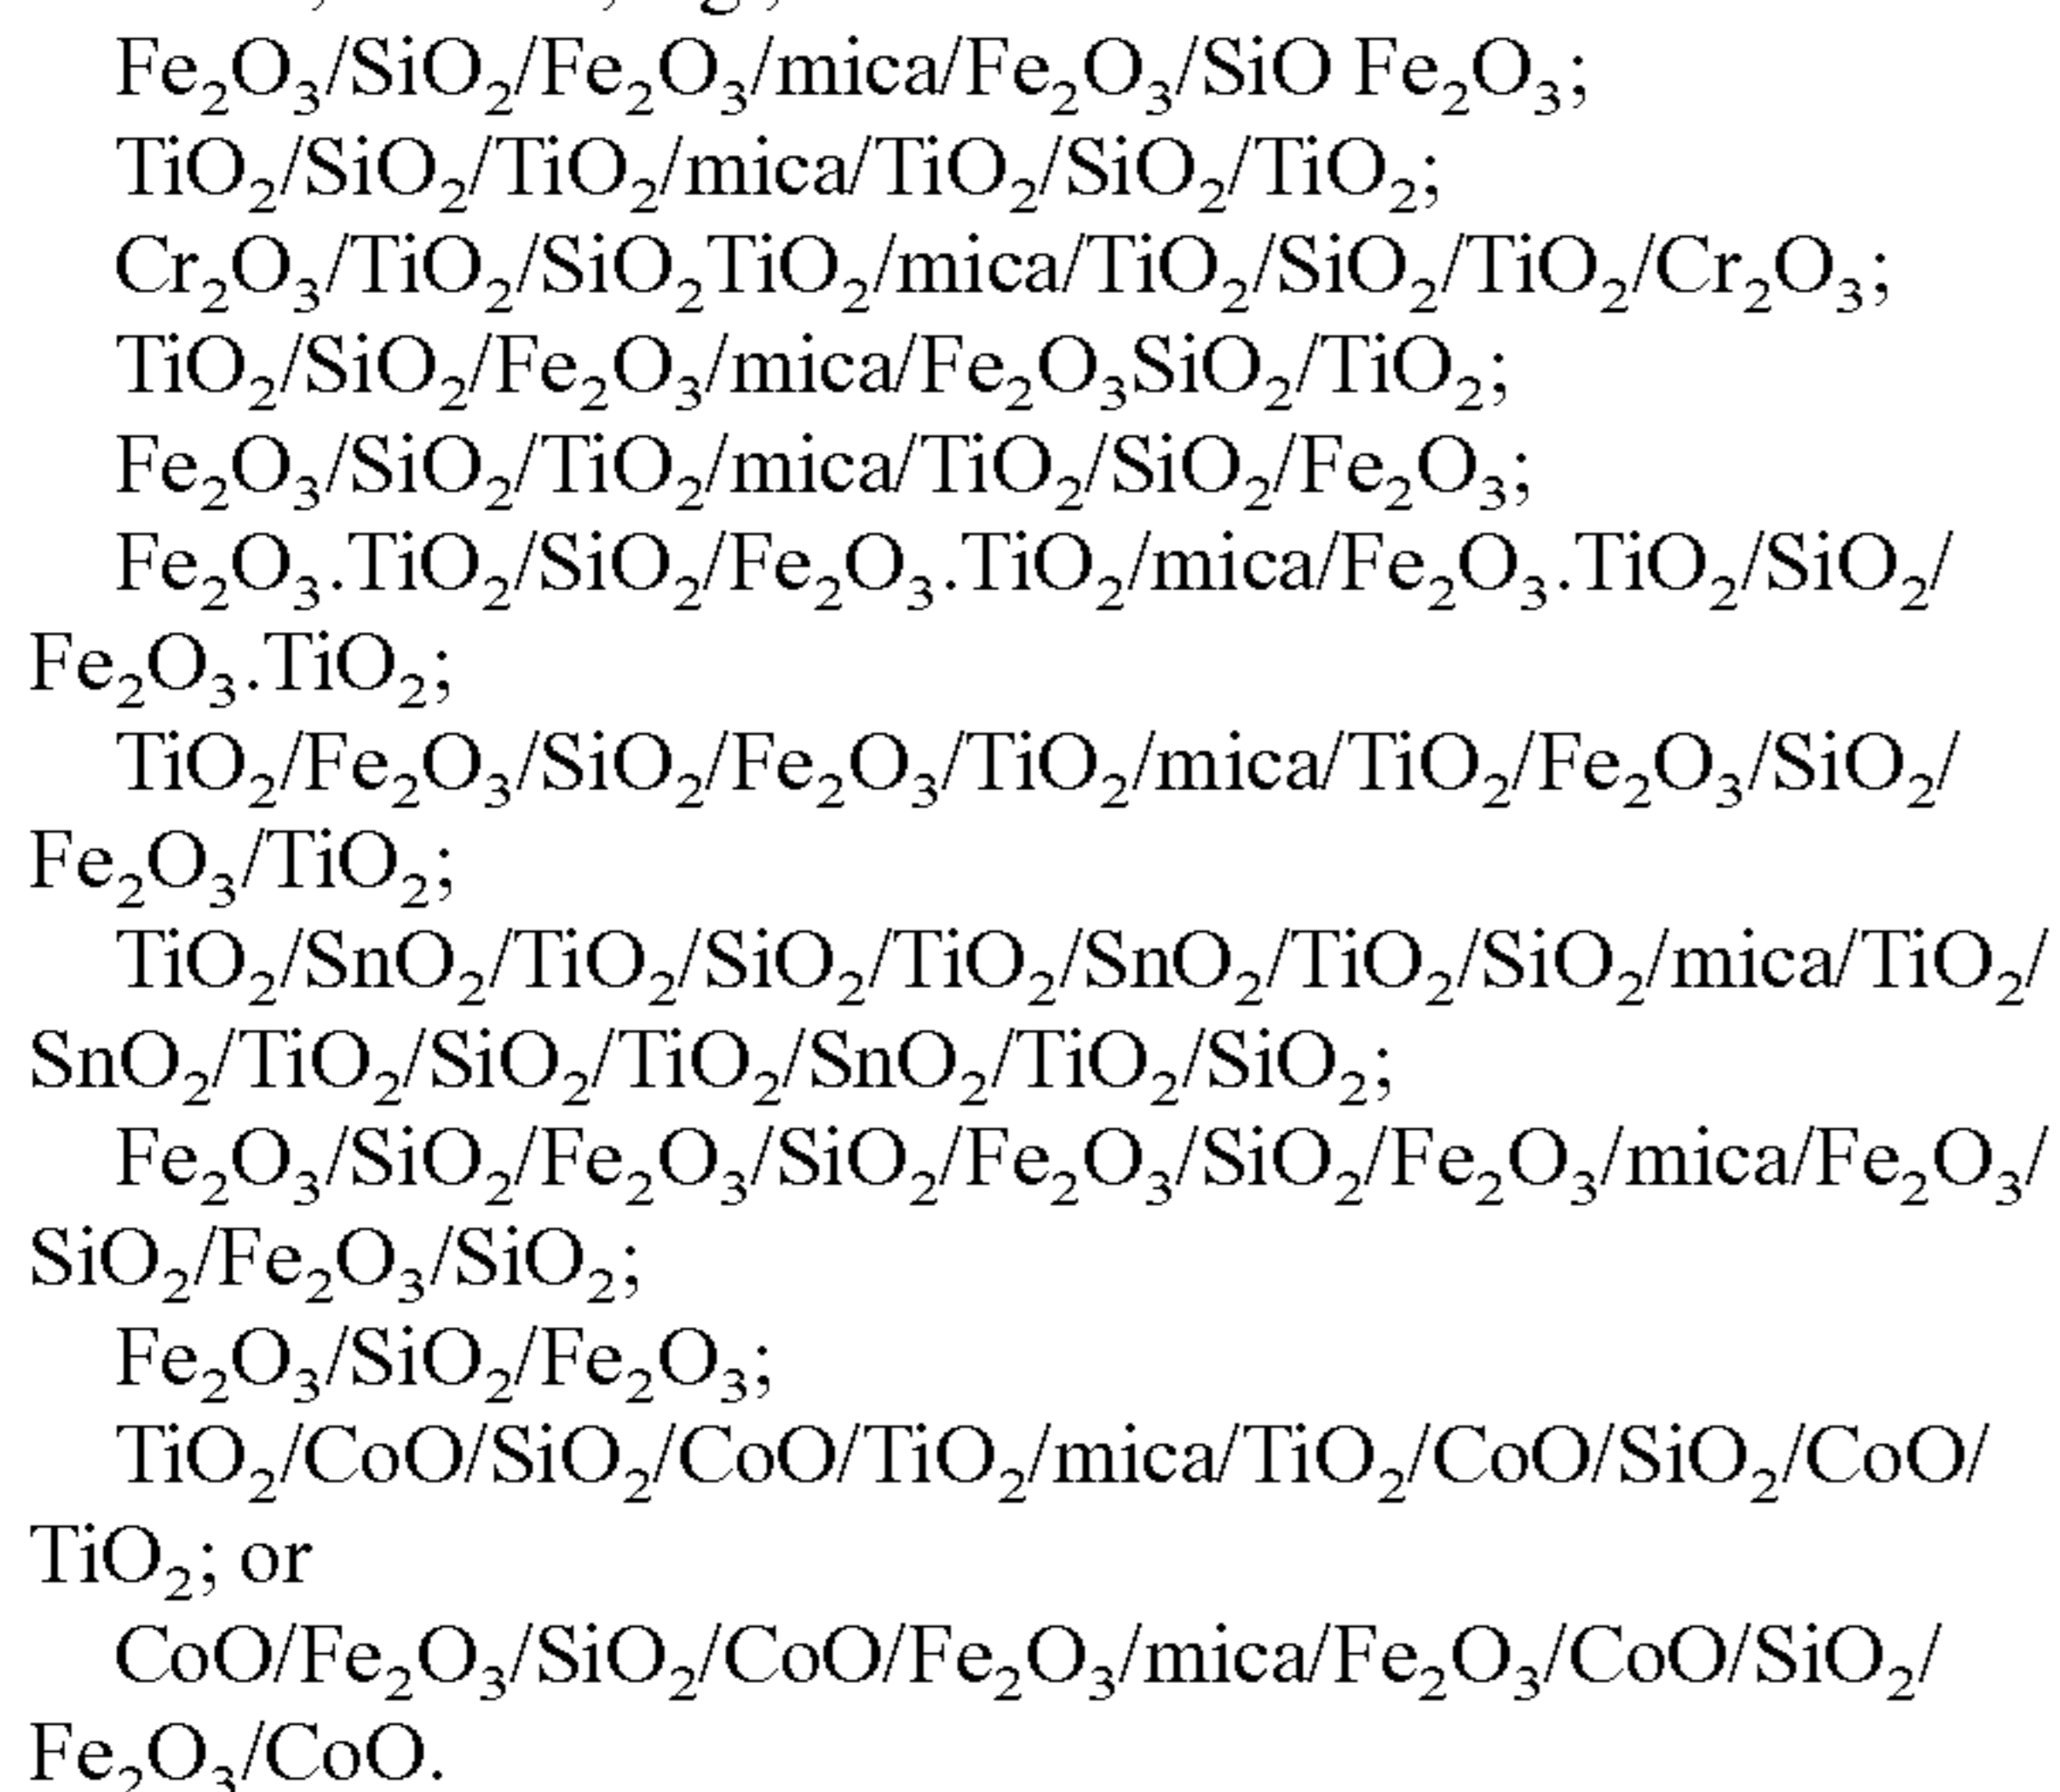 Fe₂O₃/SiO₂/Fe₂O₃/mica/Fe₂O₃/SiO Fe₂O₃;
TiO₂/SiO₂/TiO₂/mica/TiO₂/SiO₂/TiO₂;
Cr₂O₃/TiO₂/SiO₂TiO₂/mica/TiO₂/SiO₂/TiO₂/Cr₂O₃;
TiO₂/SiO₂/Fe₂O₃/mica/Fe₂O₃SiO₂/TiO₂;
Fe₂O₃/SiO₂/TiO₂/mica/TiO₂/SiO₂/Fe₂O₃;
Fe₂O₃.TiO₂/SiO₂/Fe₂O₃.TiO₂/mica/Fe₂O₃.TiO₂/SiO₂/
Fe₂O₃.TiO₂;
TiO₂/Fe₂O₃/SiO₂/Fe₂O₃/TiO₂/mica/TiO₂/Fe₂O₃/SiO₂/
Fe₂O₃/TiO₂;
TiO₂/SnO₂/TiO₂/SiO₂/TiO₂/SnO₂/TiO₂/SiO₂/mica/TiO₂/
SnO₂/TiO₂/SiO₂/TiO₂/SnO₂/TiO₂/SiO₂;
Fe₂O₃/SiO₂/Fe₂O₃/SiO₂/Fe₂O₃/SiO₂/Fe₂O₃/mica/Fe₂O₃/
SiO₂/Fe₂O₃/SiO₂;
Fe₂O₃/SiO₂/Fe₂O₃;
TiO₂/CoO/SiO₂/CoO/TiO₂/mica/TiO₂/CoO/SiO₂/CoO/
TiO₂; or
CoO/Fe₂O₃/SiO₂/CoO/Fe₂O₃/mica/Fe₂O₃/CoO/SiO₂/
Fe₂O₃/CoO.